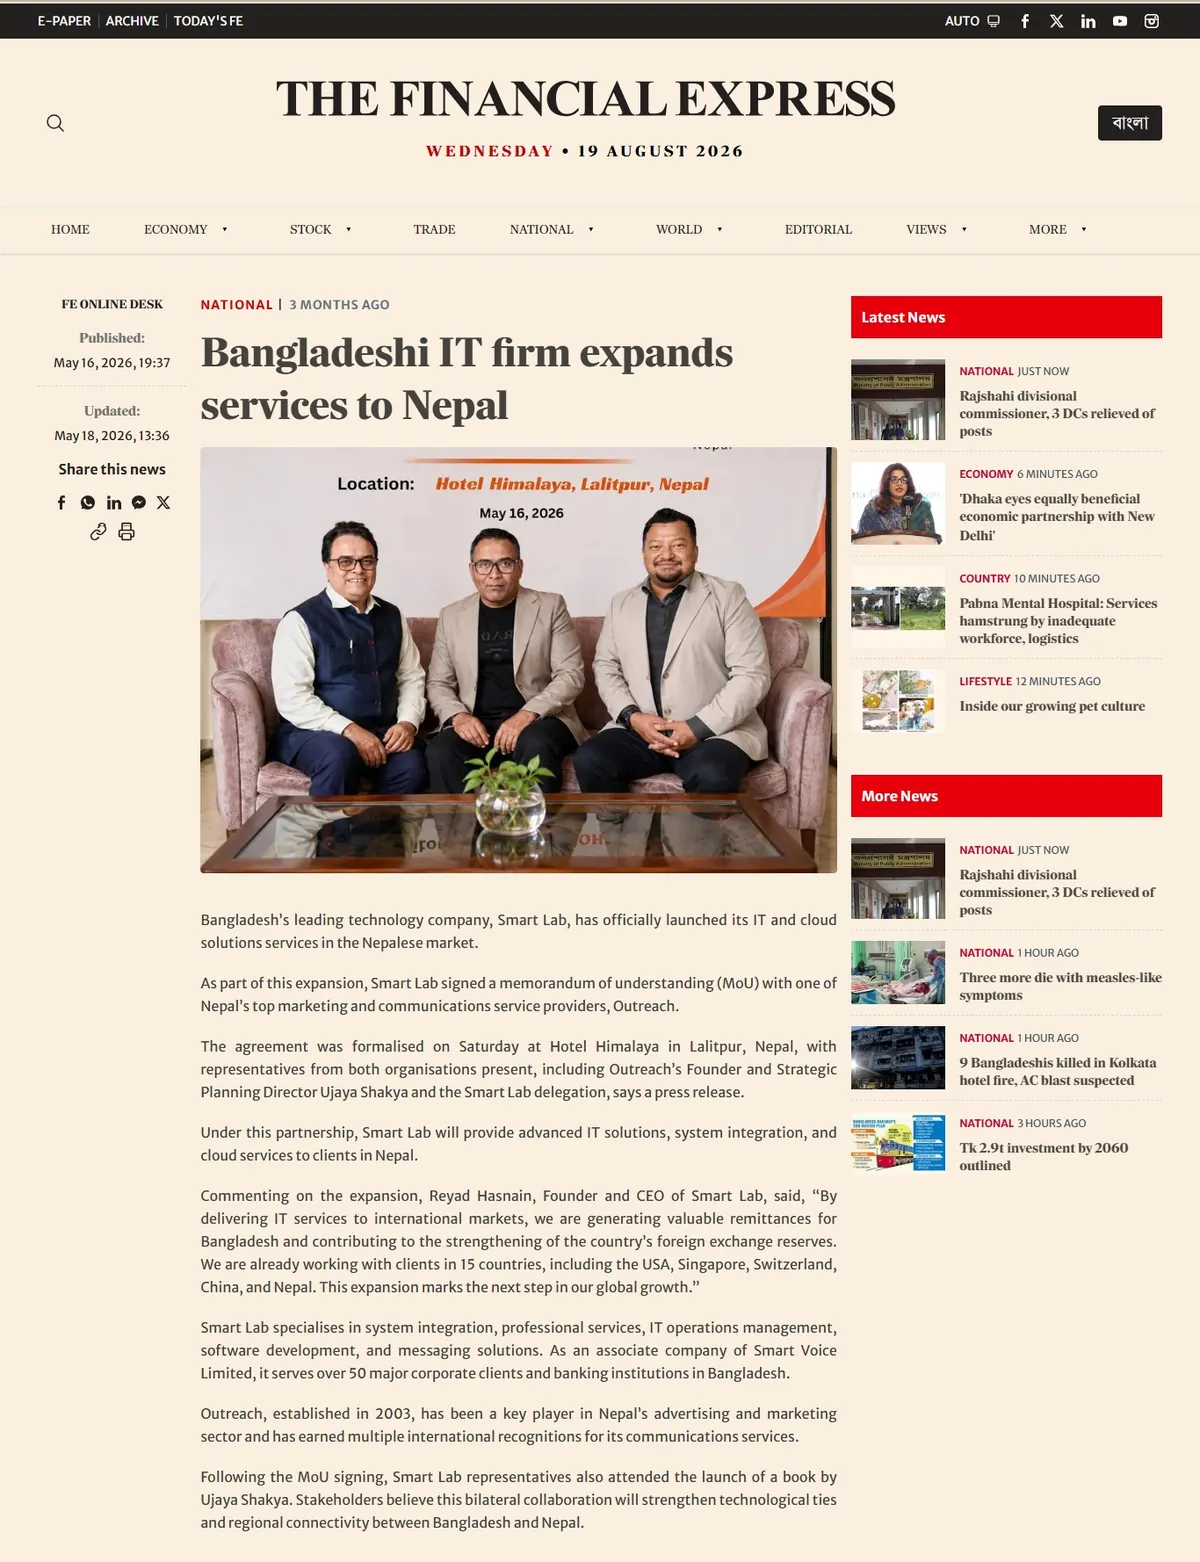 E-PAPER ARCHIVE TODAY'S FE
AUTO
THE FINANCIAL EXPRESS
WEDNESDAY • 19 AUGUST 2026
বাংলা
HOME ECONOMY STOCK TRADE NATIONAL WORLD EDITORIAL VIEWS MORE
FE ONLINE DESK
Published:
May 16, 2026, 19:37
Updated:
May 18, 2026, 13:36
Share this news
NATIONAL | 3 MONTHS AGO
Bangladeshi IT firm expands
services to Nepal
Location: Hotel Himalaya, Lalitpur, Nepal
May 16, 2026
Bangladesh’s leading technology company, Smart Lab, has officially launched its IT and cloud
solutions services in the Nepalese market.
As part of this expansion, Smart Lab signed a memorandum of understanding (MoU) with one of
Nepal’s top marketing and communications service providers, Outreach.
The agreement was formalised on Saturday at Hotel Himalaya in Lalitpur, Nepal, with
representatives from both organisations present, including Outreach’s Founder and Strategic
Planning Director Ujaya Shakya and the Smart Lab delegation, says a press release.
Under this partnership, Smart Lab will provide advanced IT solutions, system integration, and
cloud services to clients in Nepal.
Commenting on the expansion, Reyad Hasnain, Founder and CEO of Smart Lab, said, “By
delivering IT services to international markets, we are generating valuable remittances for
Bangladesh and contributing to the strengthening of the country’s foreign exchange reserves.
We are already working with clients in 15 countries, including the USA, Singapore, Switzerland,
China, and Nepal. This expansion marks the next step in our global growth.”
Smart Lab specialises in system integration, professional services, IT operations management,
software development, and messaging solutions. As an associate company of Smart Voice
Limited, it serves over 50 major corporate clients and banking institutions in Bangladesh.
Outreach, established in 2003, has been a key player in Nepal’s advertising and marketing
sector and has earned multiple international recognitions for its communications services.
Following the MoU signing, Smart Lab representatives also attended the launch of a book by
Ujaya Shakya. Stakeholders believe this bilateral collaboration will strengthen technological ties
and regional connectivity between Bangladesh and Nepal.
Latest News
NATIONAL JUST NOW
Rajshahi divisional
commissioner, 3 DCs relieved of
posts
ECONOMY 6 MINUTES AGO
'Dhaka eyes equally beneficial
economic partnership with New
Delhi'
COUNTRY 10 MINUTES AGO
Pabna Mental Hospital: Services
hamstrung by inadequate
workforce, logistics
LIFESTYLE 12 MINUTES AGO
Inside our growing pet culture
More News
NATIONAL JUST NOW
Rajshahi divisional
commissioner, 3 DCs relieved of
posts
NATIONAL 1 HOUR AGO
Three more die with measles-like
symptoms
NATIONAL 1 HOUR AGO
9 Bangladeshis killed in Kolkata
hotel fire, AC blast suspected
NATIONAL 3 HOURS AGO
Tk 2.9t investment by 2060
outlined